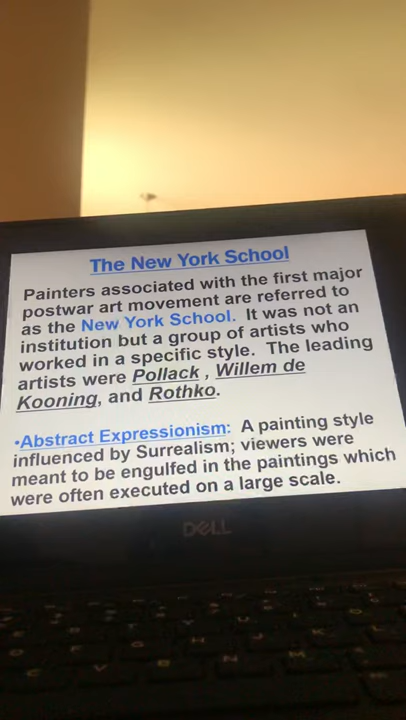 The New York School
Painters associated with the first major
postwar art movement are referred to
as the New York School. It was not an
institution but a group of artists who
worked in a specific style. The leading
artists were Pollack , Willem de
Kooning, and Rothko.
•Abstract Expressionism: A painting style
influenced by Surrealism; viewers were
meant to be engulfed in the paintings which
were often executed on a large scale.
DELL